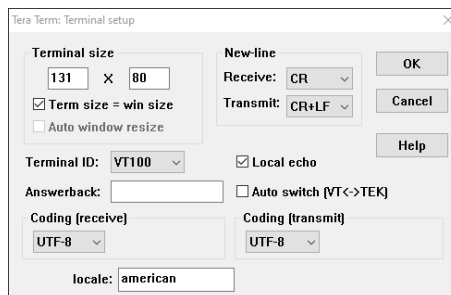 Tera Term: Terminal setup
Terminal size
131 X 80
Term size = win size
Auto window resize
New-line
Receive: CR
Transmit: CR+LF
OK
Cancel
Help
Terminal ID: VT100
Local echo
Answerback:
Auto switch (VT<->TEK)
Coding (receive)
UTF-8
Coding (transmit)
UTF-8
locale: american